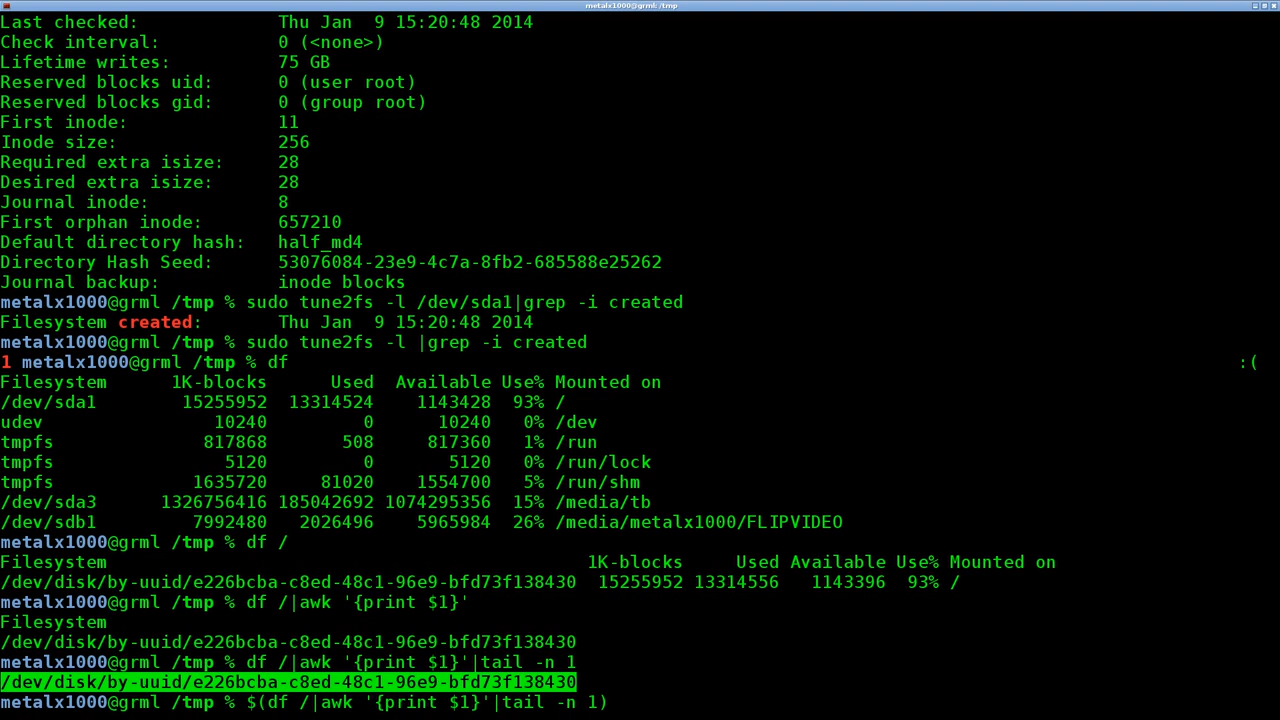 metalx1000@grml:/tmp
Last checked:             Thu Jan  9 15:20:48 2014
Check interval:           0 (<none>)
Lifetime writes:          75 GB
Reserved blocks uid:      0 (user root)
Reserved blocks gid:      0 (group root)
First inode:              11
Inode size:               256
Required extra isize:     28
Desired extra isize:      28
Journal inode:            8
First orphan inode:       657210
Default directory hash:   half_md4
Directory Hash Seed:      53076084-23e9-4c7a-8fb2-685588e25262
Journal backup:           inode blocks
metalx1000@grml /tmp % sudo tune2fs -l /dev/sda1|grep -i created
Filesystem created:       Thu Jan  9 15:20:48 2014
metalx1000@grml /tmp % sudo tune2fs -l |grep -i created
1 metalx1000@grml /tmp % df                                                                                         :(
Filesystem      1K-blocks      Used  Available Use% Mounted on
/dev/sda1        15255952  13314524    1143428  93% /
udev                10240         0      10240   0% /dev
tmpfs              817868       508     817360   1% /run
tmpfs                5120         0       5120   0% /run/lock
tmpfs             1635720     81020    1554700   5% /run/shm
/dev/sda3      1326756416 185042692 1074295356  15% /media/tb
/dev/sdb1         7992480   2026496    5965984  26% /media/metalx1000/FLIPVIDEO
metalx1000@grml /tmp % df /
Filesystem                                             1K-blocks     Used Available Use% Mounted on
/dev/disk/by-uuid/e226bcba-c8ed-48c1-96e9-bfd73f138430  15255952 13314556   1143396  93% /
metalx1000@grml /tmp % df /|awk '{print $1}'
Filesystem
/dev/disk/by-uuid/e226bcba-c8ed-48c1-96e9-bfd73f138430
metalx1000@grml /tmp % df /|awk '{print $1}'|tail -n 1
/dev/disk/by-uuid/e226bcba-c8ed-48c1-96e9-bfd73f138430
metalx1000@grml /tmp % $(df /|awk '{print $1}'|tail -n 1)